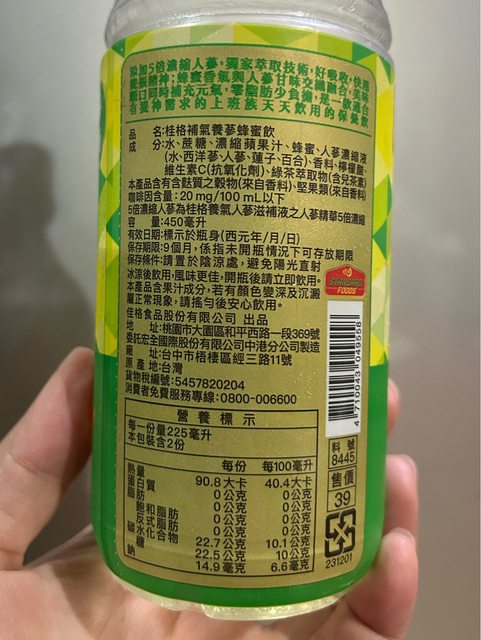 添加5倍濃縮人蔘,獨家萃取技術,好吸收,快速
提振精神;蜂蜜香氣與人蔘甘味交織融合,美味
順口同時補充元氣,零脂肪少負擔,是一款適合
有提神需求的上班族天天飲用的保養飲
品 名:桂格補氣養蔘蜂蜜飲
成 分:水、蔗糖、濃縮蘋果汁、蜂蜜、人蔘濃縮液
(水、西洋蔘、人蔘、蓮子、百合)、香料、檸檬酸、
維生素C(抗氧化劑)、綠茶萃取物(含兒茶素)
本產品含有含麩質之穀物(來自香料)、堅果類(來自香料)
咖啡因含量:20 mg/100 mL以下
5倍濃縮人蔘為桂格養氣人蔘滋補液之人蔘精華5倍濃縮
容 量:450毫升
有效日期:標示於瓶身(西元年/月/日)
保存期限:9個月,係指未開瓶情況下可存放期限
保存條件:請置於陰涼處,避免陽光直射
冰涼後飲用,風味更佳,開瓶後請立即飲用。
本產品含果汁成分,若有顏色變深及沉澱
屬正常現象,請搖勻後安心飲用。
STANDARD
FOODS
佳格食品股份有限公司 出品
地 址:桃園市大園區和平西路一段369號
委託宏全國際股份有限公司中港分公司製造
廠 址:台中市梧棲區經三路11號
原 產 地:台灣
貨物稅編號:5457820204
消費者免費服務專線:0800-006600
4 710043 049558
營 養 標 示
每一份量225毫升
本包裝含2份
每份 每100毫升
熱量 90.8大卡 40.4大卡
蛋白質 0公克 0公克
脂肪 0公克 0公克
飽和脂肪 0公克 0公克
反式脂肪 0公克 0公克
碳水化合物 22.7公克 10.1公克
糖 22.5公克 10公克
鈉 14.9毫克 6.6毫克
料 號
8445
售 價
39
231201